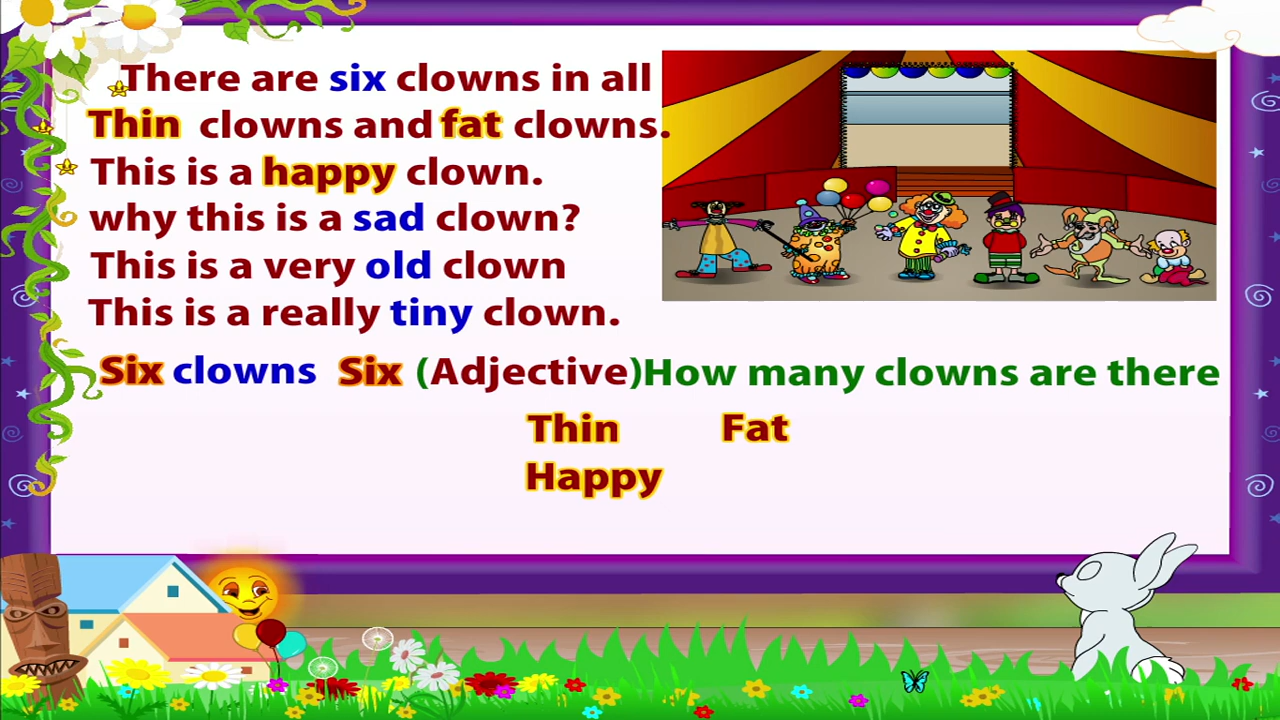 There are six clowns in all
Thin clowns and fat clowns.
This is a happy clown.
why this is a sad clown?
This is a very old clown
This is a really tiny clown.
Six clowns Six (Adjective)How many clowns are there
Thin Fat
Happy